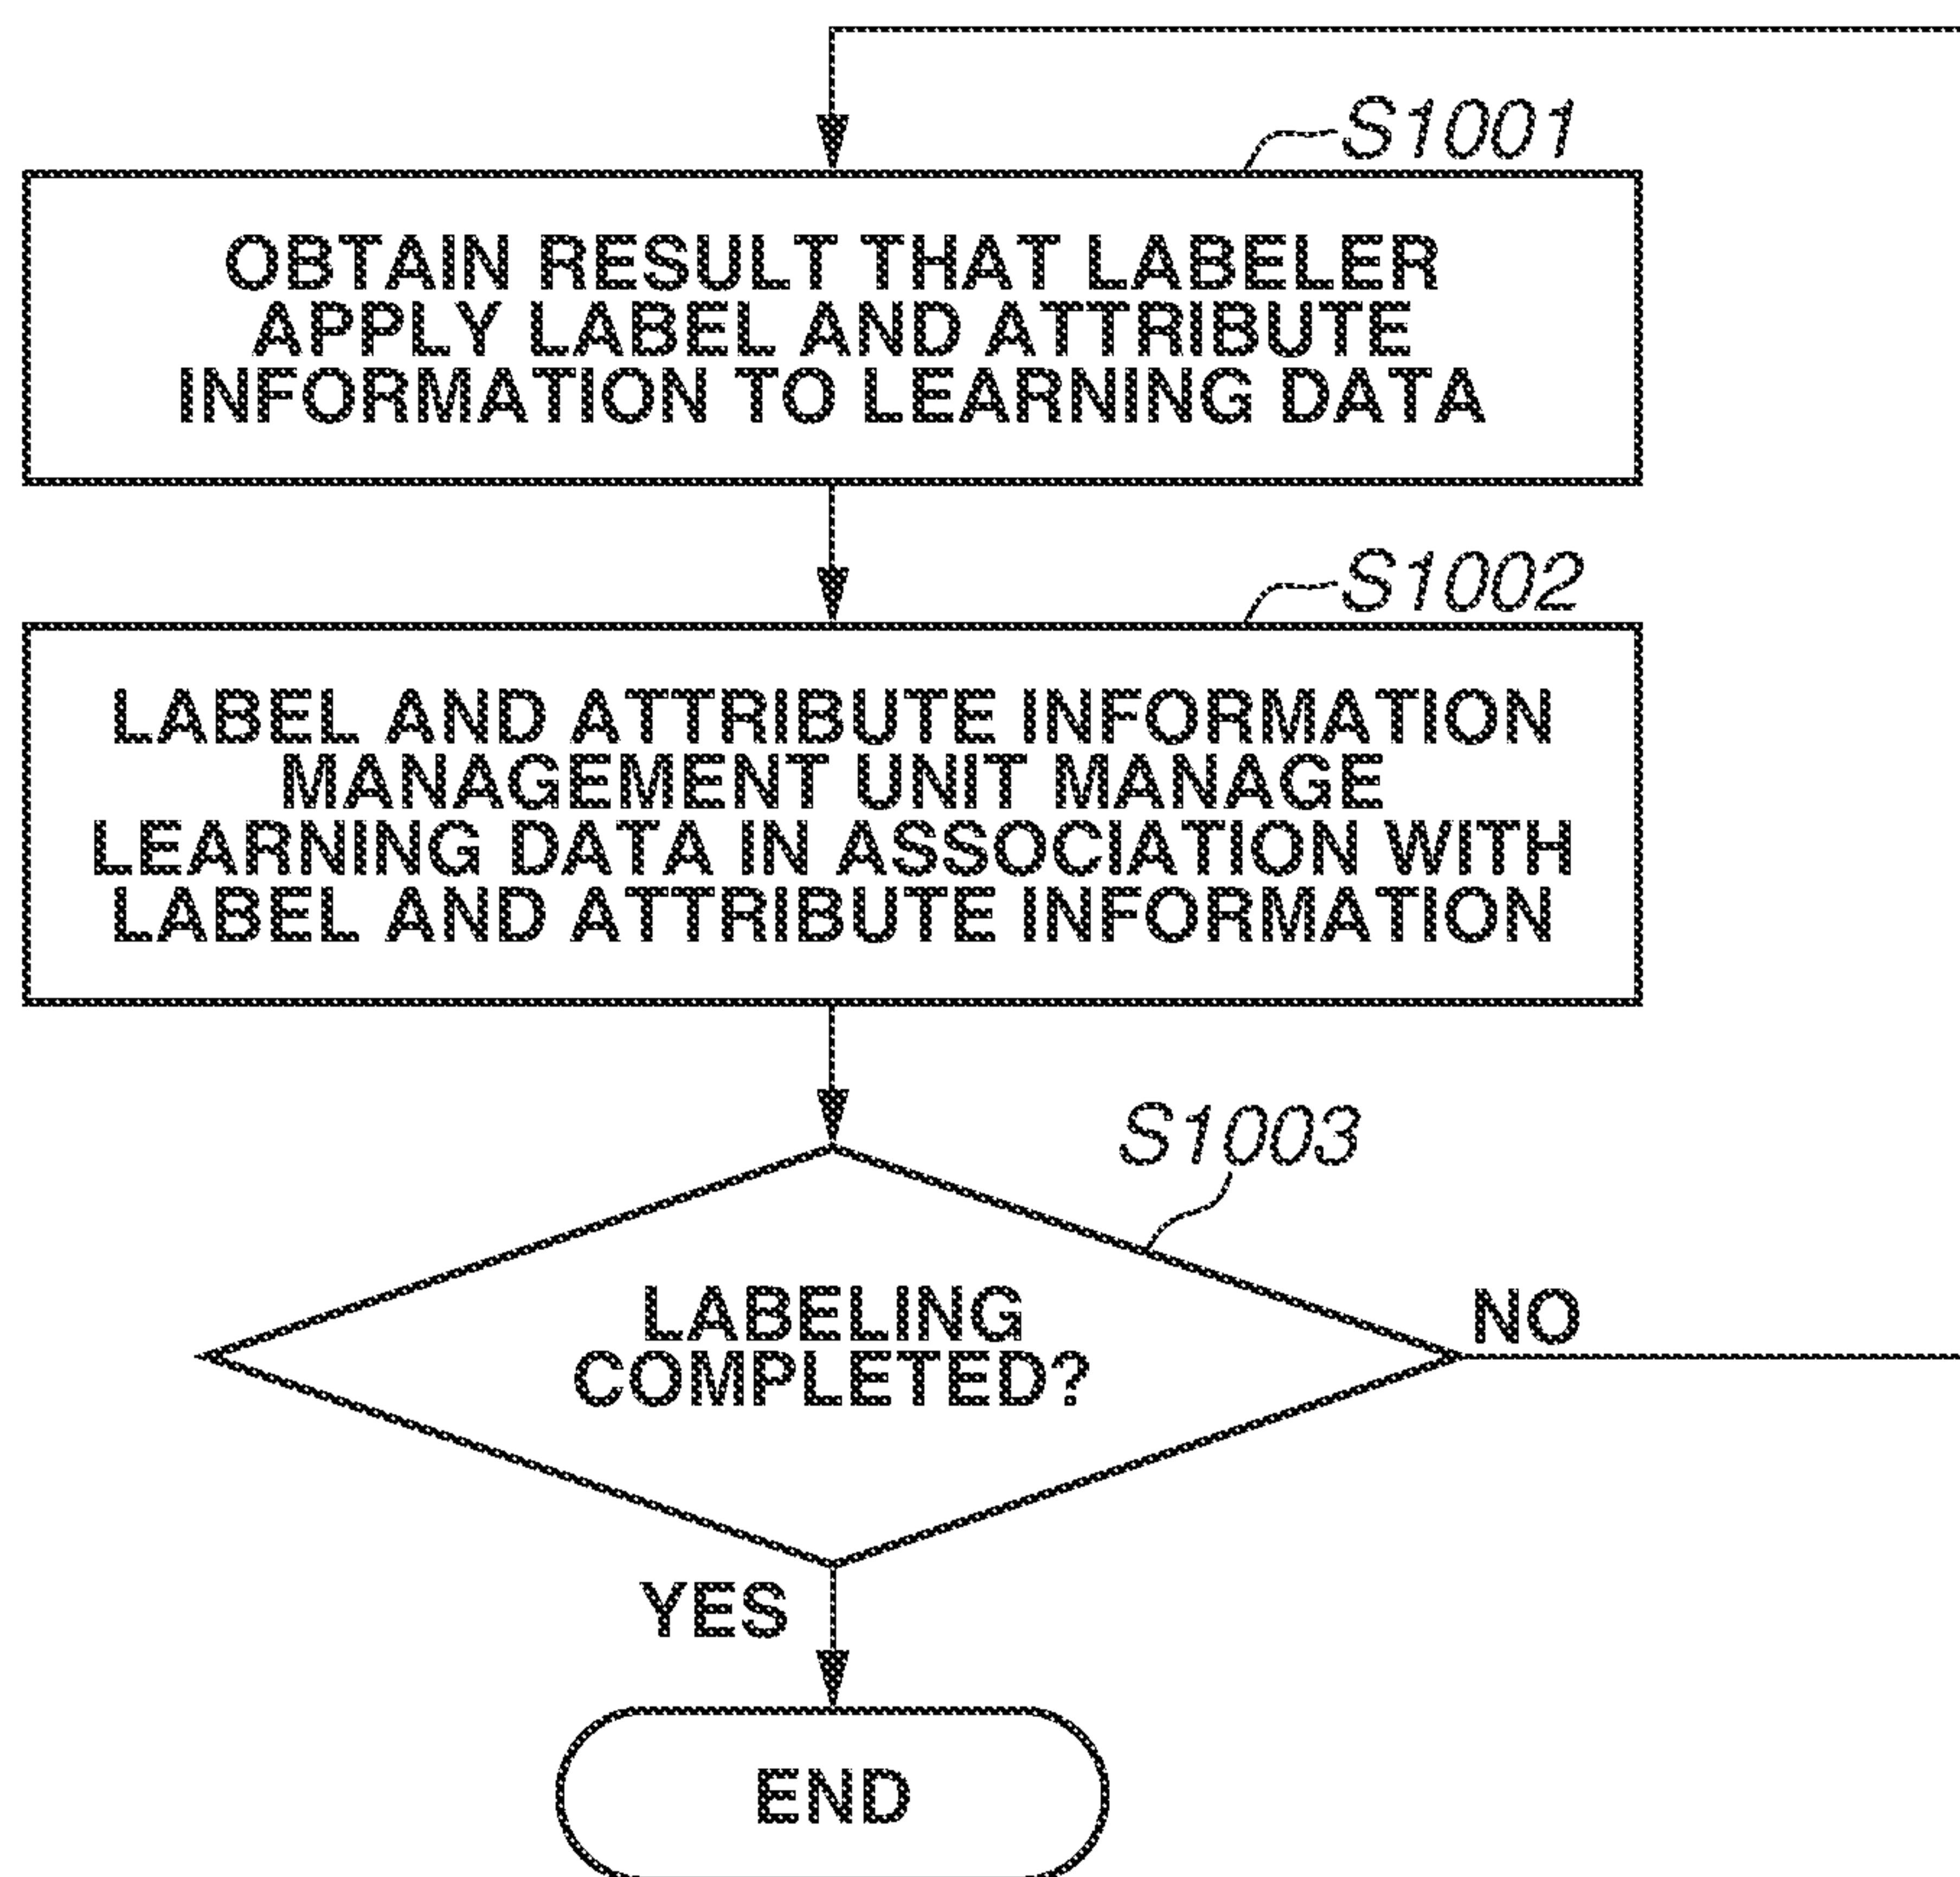 S1001
OBTAIN RESULT THAT LABELER
APPLY LABEL AND ATTRIBUTE
INFORMATION TO LEARNING DATA
S1002
LABEL AND ATTRIBUTE INFORMATION
MANAGEMENT UNIT MANAGE
LEARNING DATA IN ASSOCIATION WITH
LABEL AND ATTRIBUTE INFORMATION
S1003
LABELING
COMPLETED?
NO
YES
END